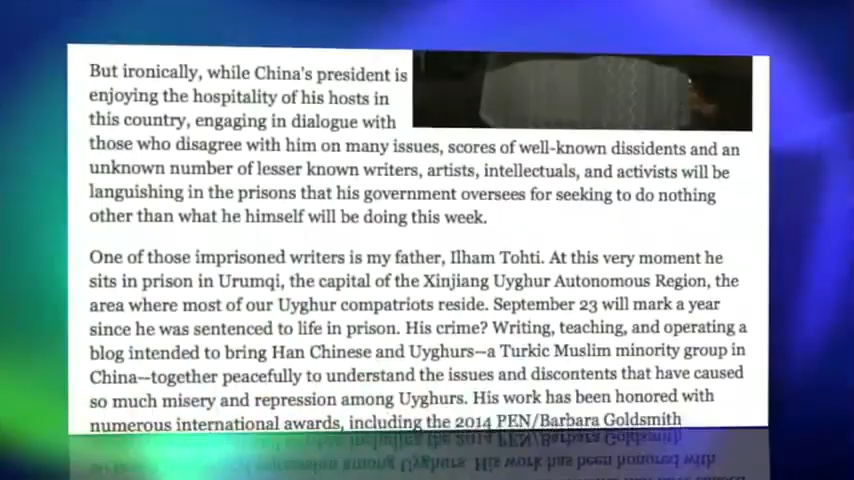 But ironically, while China's president is
enjoying the hospitality of his hosts in
this country, engaging in dialogue with
those who disagree with him on many issues, scores of well-known dissidents and an
unknown number of lesser known writers, artists, intellectuals, and activists will be
languishing in the prisons that his government oversees for seeking to do nothing
other than what he himself will be doing this week.
One of those imprisoned writers is my father, Ilham Tohti. At this very moment he
sits in prison in Urumqi, the capital of the Xinjiang Uyghur Autonomous Region, the
area where most of our Uyghur compatriots reside. September 23 will mark a year
since he was sentenced to life in prison. His crime? Writing, teaching, and operating a
blog intended to bring Han Chinese and Uyghurs—a Turkic Muslim minority group in
China—together peacefully to understand the issues and discontents that have caused
so much misery and repression among Uyghurs. His work has been honored with
numerous international awards, including the 2014 PEN/Barbara Goldsmith